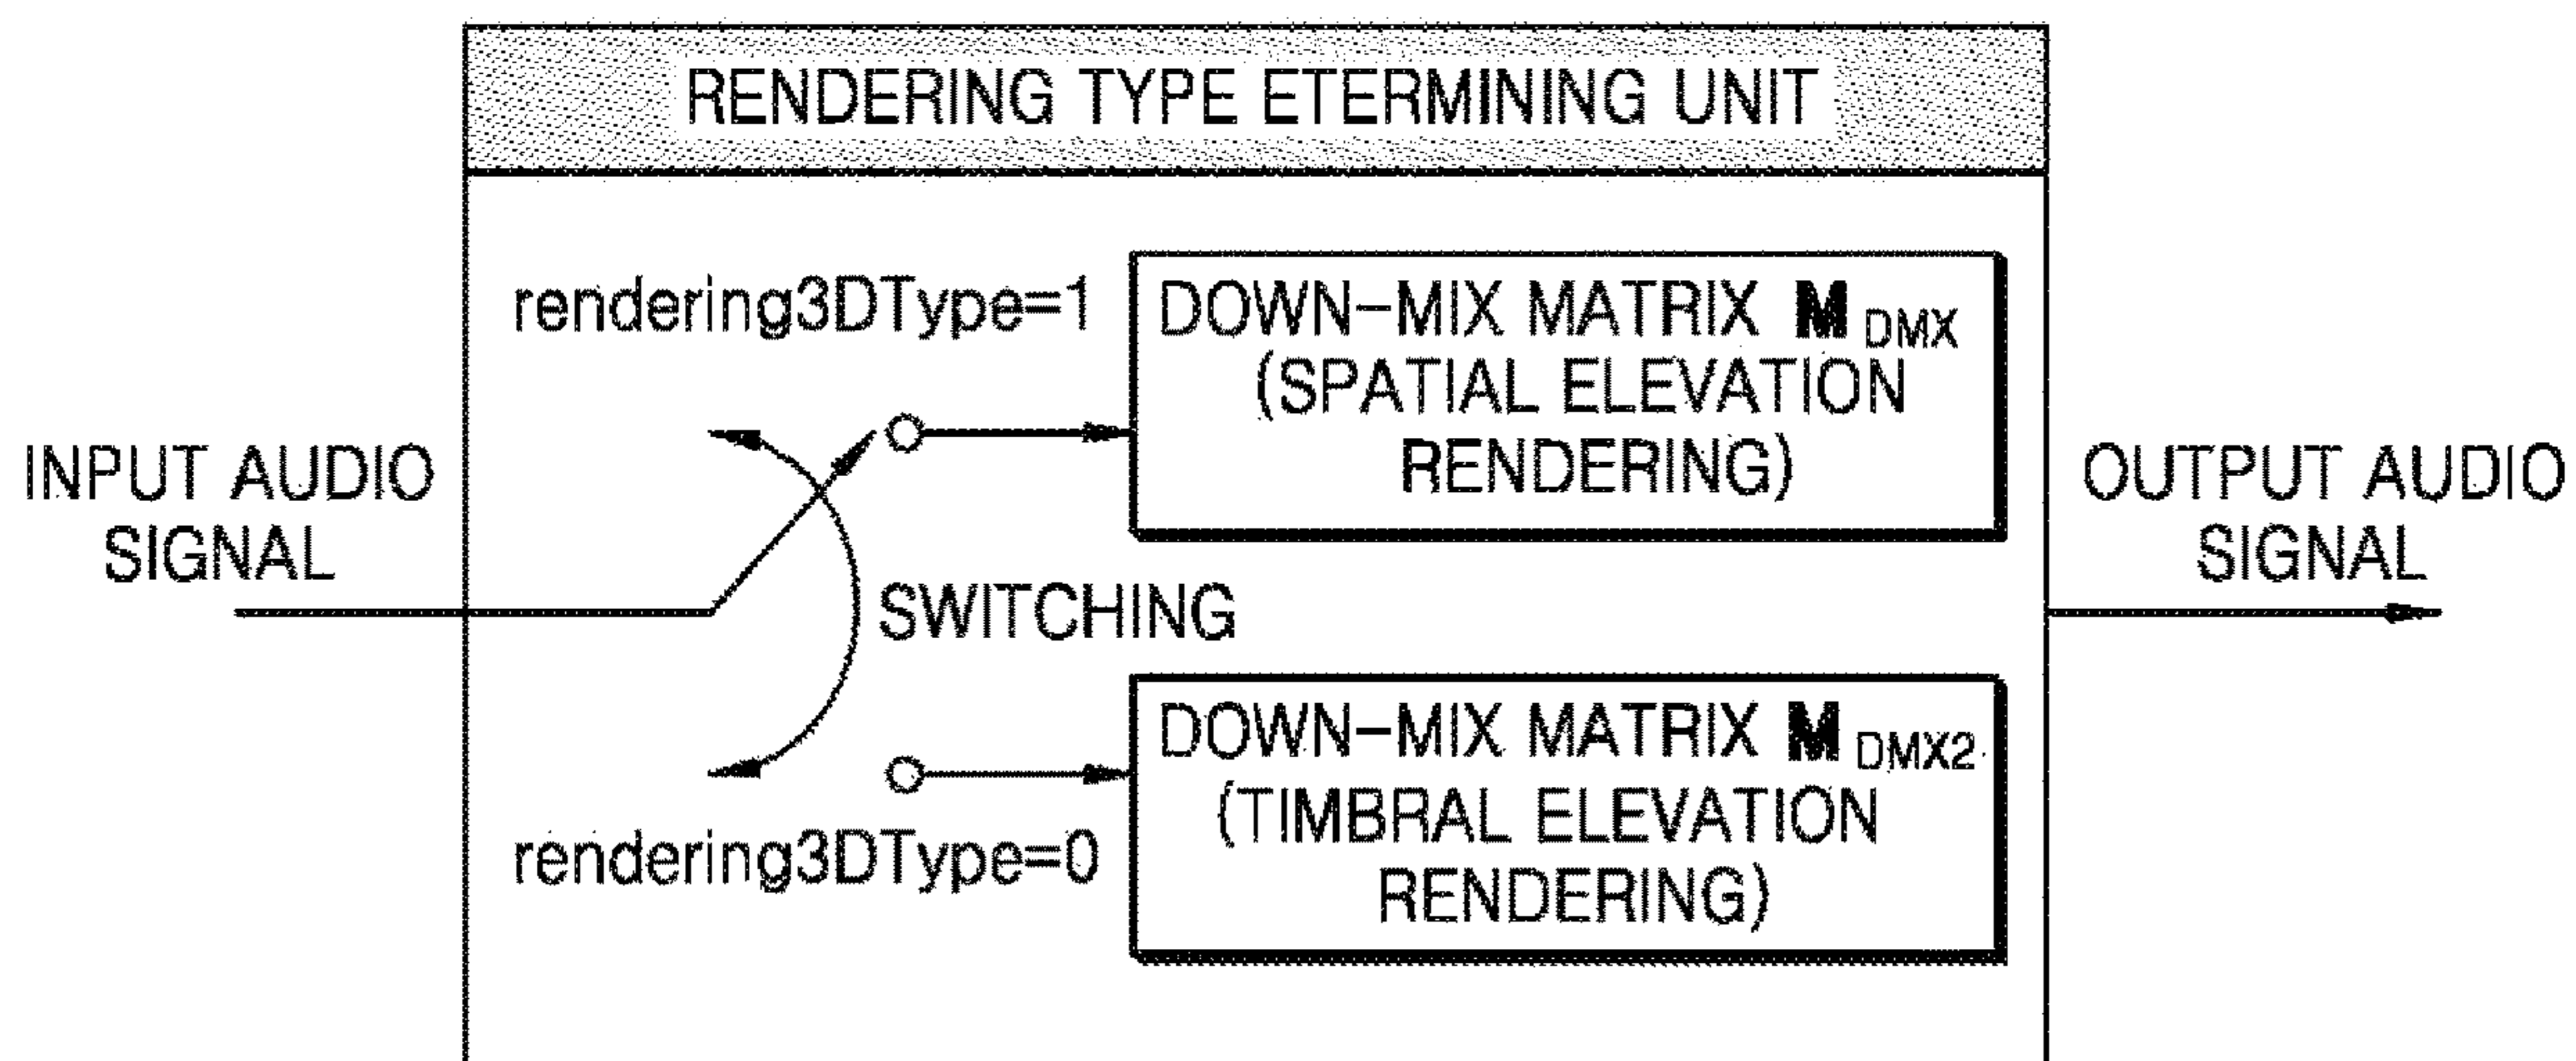 RENDERING TYPE ETERMINING UNIT
rendering3DType=1
DOWN-MIX MATRIX M DMX
(SPATIAL ELEVATION
RENDERING)
INPUT AUDIO
SIGNAL
SWITCHING
OUTPUT AUDIO
SIGNAL
rendering3DType=0
DOWN-MIX MATRIX M DMX2
(TIMBRAL ELEVATION
RENDERING)